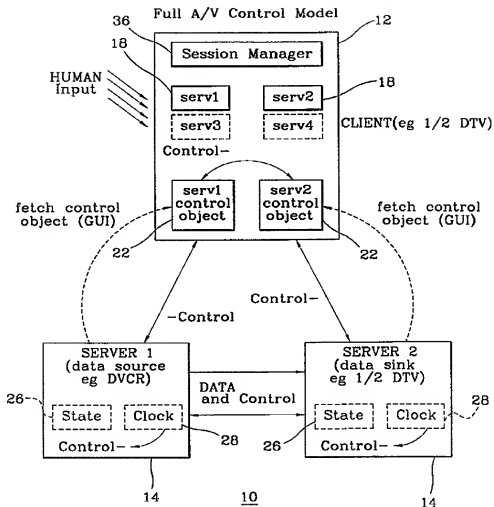 Full A/V Control Model
36
12
Session Manager
18
HUMAN
Input
serv1
serv2
18
serv3
serv4
CLIENT(eg 1/2 DTV)
Control-
serv1
control
object
serv2
control
object
fetch control
object (GUI)
fetch control
object (GUI)
22
22
-Control
Control-
SERVER 1
(data source
eg DVCR)
SERVER 2
(data sink
eg 1/2 DTV)
DATA
and Control
26
State
Clock
28
State
Clock
28
26
Control-
Control-
14
10
14